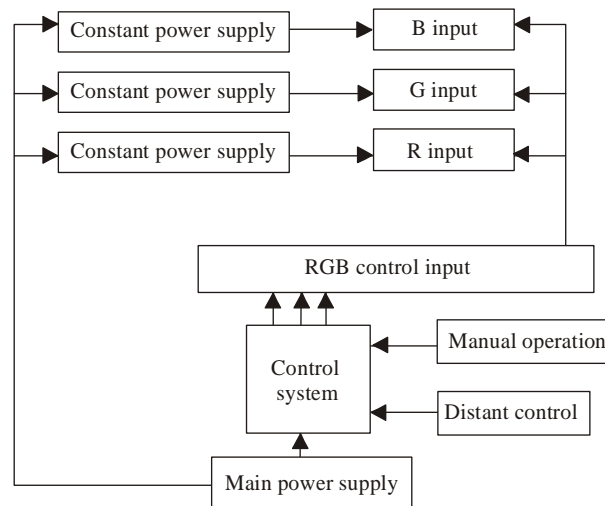 Constant power supply
B input
Constant power supply
G input
Constant power supply
R input
RGB control input
Manual operation
Control
system
Distant control
Main power supply